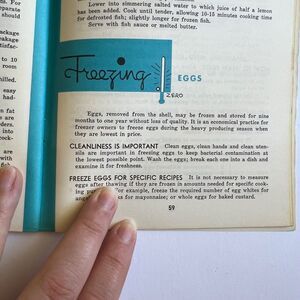 Lower into simmering salted water to which juice of half a lemon
has been added. Cook until tender, allowing 10-15 minutes cooking time
for defrosted fish; slightly longer for frozen fish.
Serve with fish sauce or melted butter.
Freezing EGGS
ZERO
Eggs, removed from the shell, may be frozen and stored for nine
months to one year without loss of quality. It is an economical practice for
freezer owners to freeze eggs during the heavy producing season when
they are lowest in price.
CLEANLINESS IS IMPORTANT Clean eggs, clean hands and clean uten-
sils are important in freezing eggs to keep bacterial contamination at
the lowest possible point. Wash the eggs; break each one into a dish and
examine it for freshness.
FREEZE EGGS FOR SPECIFIC RECIPES It is not necessary to measure
eggs after thawing if they are frozen in amounts needed for specific cook-
ing For example, freeze the required number of egg whites for
for mayonnaise; or whole eggs for baked custard.
59